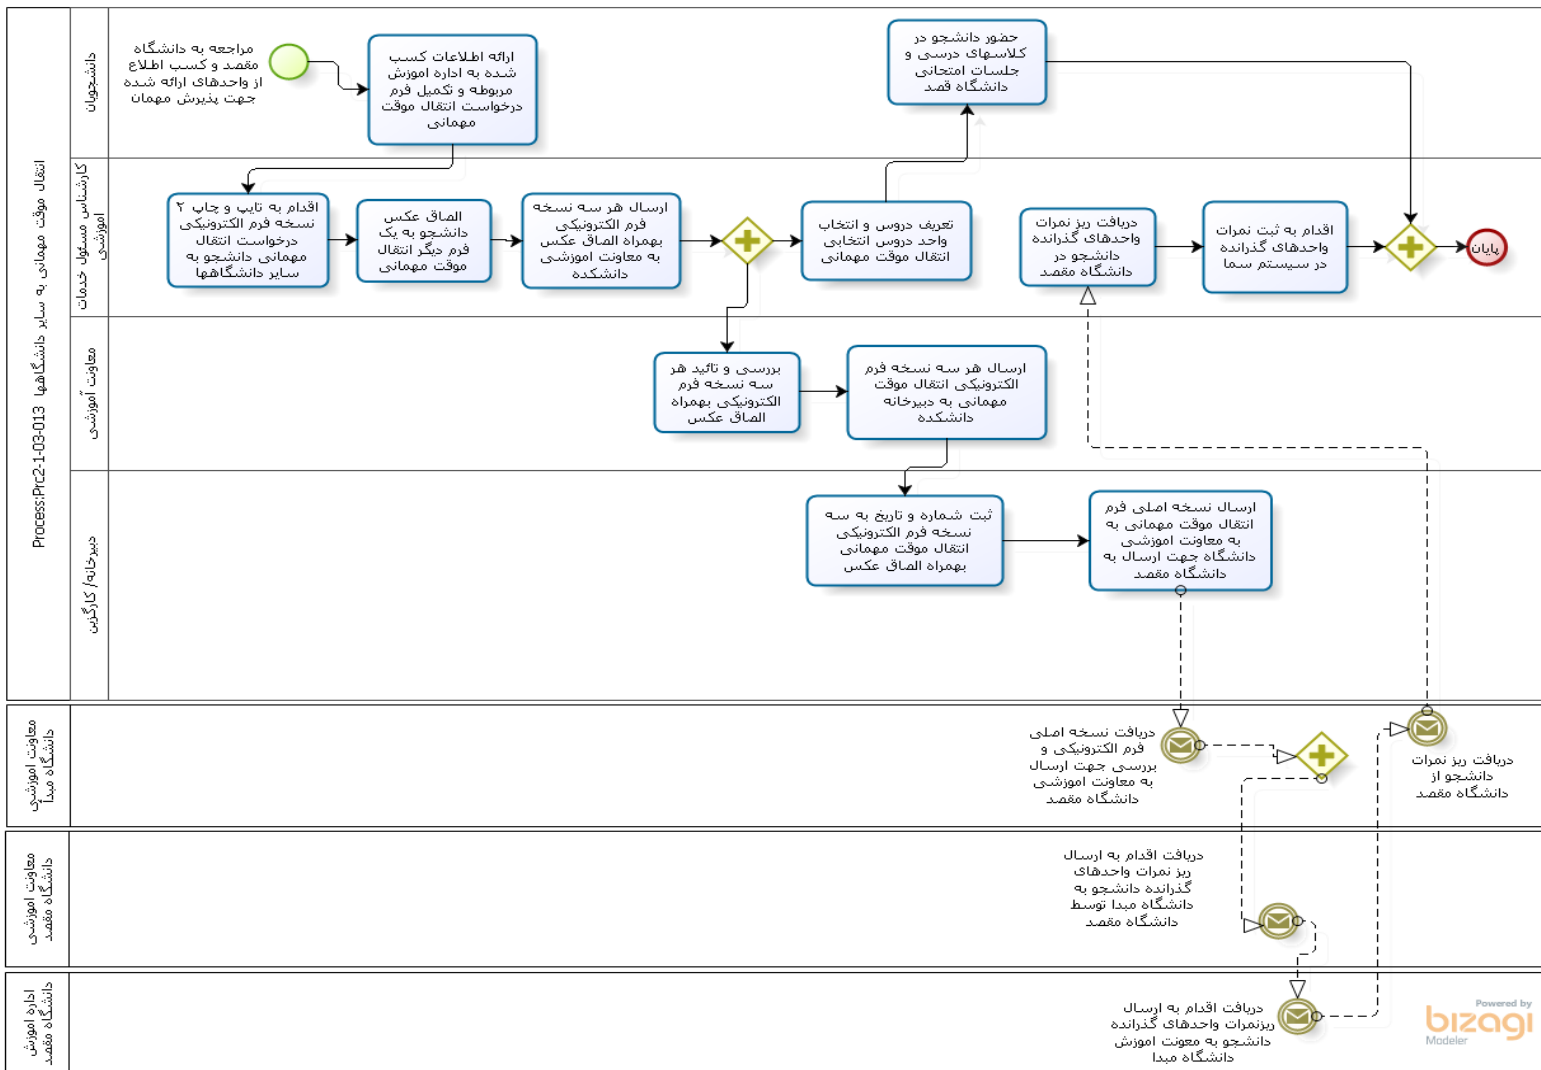 Process:Prc2-1-03-013 انتقال موقت مهمانی به سایر دانشگاهها
دانشجویان
مراجعه به دانشگاه
مقصد و کسب اطلاع
از واحدهای ارائه شده
جهت پذیرش مهمان
ارائه اطلاعات کسب
شده به اداره اموزش
مربوطه و تکمیل فرم
درخواست انتقال موقت
مهمانی
حضور دانشجو در
کلاسهای درسی و
جلسات امتحانی
دانشگاه قصد
کارشناس مسئول خدمات
اموزشی
اقدام به تایپ و چاپ ۲
نسخه فرم الکترونیکی
درخواست انتقال
مهمانی دانشجو به
سایر دانشگاهها
الصاق عکس
دانشجو به یک
فرم دیگر انتقال
موقت مهمانی
ارسال هر سه نسخه
فرم الکترونیکی
بهمراه الصاق عکس
به معاونت اموزشی
دانشکده
تعریف دروس و انتخاب
واحد دروس انتخابی
انتقال موقت مهمانی
دریافت ریز نمرات
واحدهای گذرانده
دانشجو در
دانشگاه مقصد
اقدام به ثبت نمرات
واحدهای گذرانده
در سیستم سما
پایان
معاونت آموزشی
بررسی و تائید هر
سه نسخه فرم
الکترونیکی بهمراه
الصاق عکس
ارسال هر سه نسخه فرم
الکترونیکی انتقال موقت
مهمانی به دبیرخانه
دانشکده
دبیرخانه/ کارگزین
ثبت شماره و تاریخ به سه
نسخه فرم الکترونیکی
انتقال موقت مهمانی
بهمراه الصاق عکس
ارسال نسخه اصلی فرم
انتقال موقت مهمانی به
به معاونت اموزشی
دانشگاه جهت ارسال به
دانشگاه مقصد
معاونت اموزشی
دانشگاه مبدأ
دریافت نسخه اصلی
فرم الکترونیکی و
بررسی جهت ارسال
به معاونت اموزشی
دانشگاه مقصد
دریافت ریز نمرات
دانشجو از
دانشگاه مقصد
معاونت اموزشی
دانشگاه مقصد
دریافت اقدام به ارسال
ریز نمرات واحدهای
گذرانده دانشجو به
دانشگاه مبدا توسط
دانشگاه مقصد
اداره اموزش
دانشگاه مقصد
دریافت اقدام به ارسال
ریزنمرات واحدهای گذرانده
دانشجو به معونت اموزش
دانشگاه مبدا
Powered by
bizagi
Modeler